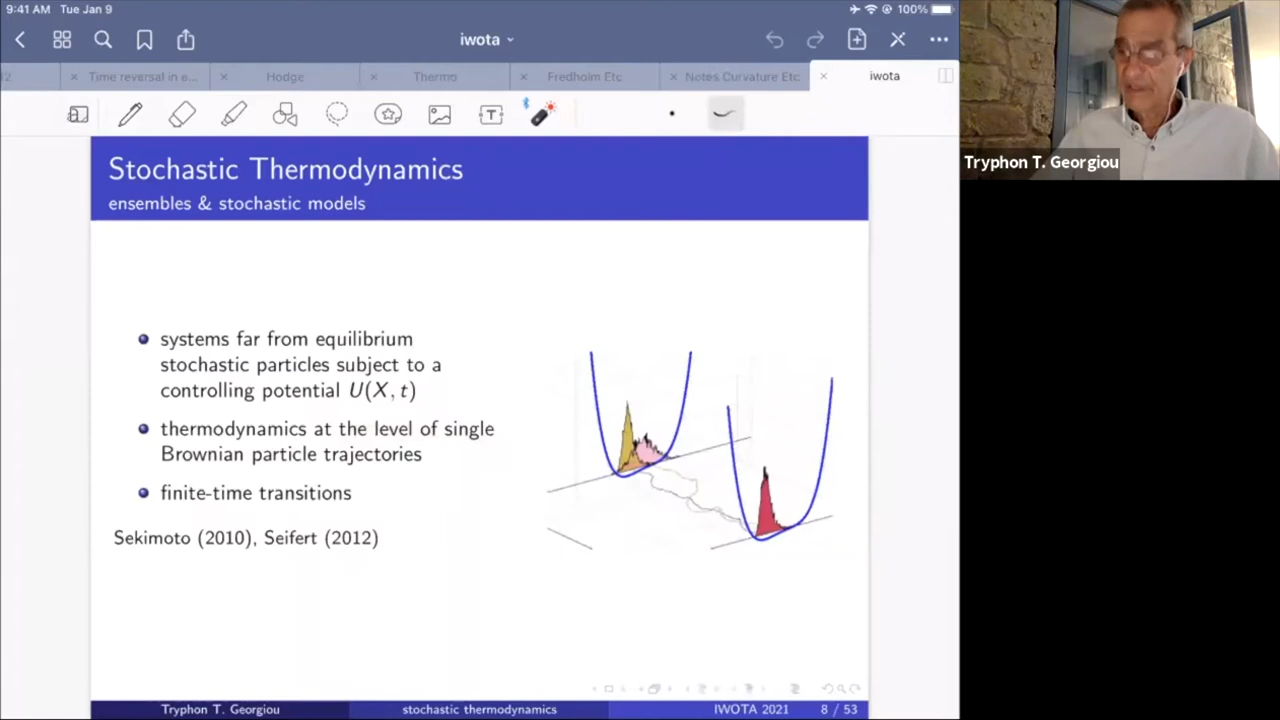 9:41 AM Tue Jan 9
100%
iwota
Time reversal in e...
Hodge
Thermo
Fredholm Etc
Notes Curvature Etc
iwota
T
Stochastic Thermodynamics
ensembles & stochastic models
systems far from equilibrium
stochastic particles subject to a
controlling potential U(X, t)
thermodynamics at the level of single
Brownian particle trajectories
finite-time transitions
Sekimoto (2010), Seifert (2012)
Tryphon T. Georgiou
stochastic thermodynamics
IWOTA 2021
8 / 53
Tryphon T. Georgiou